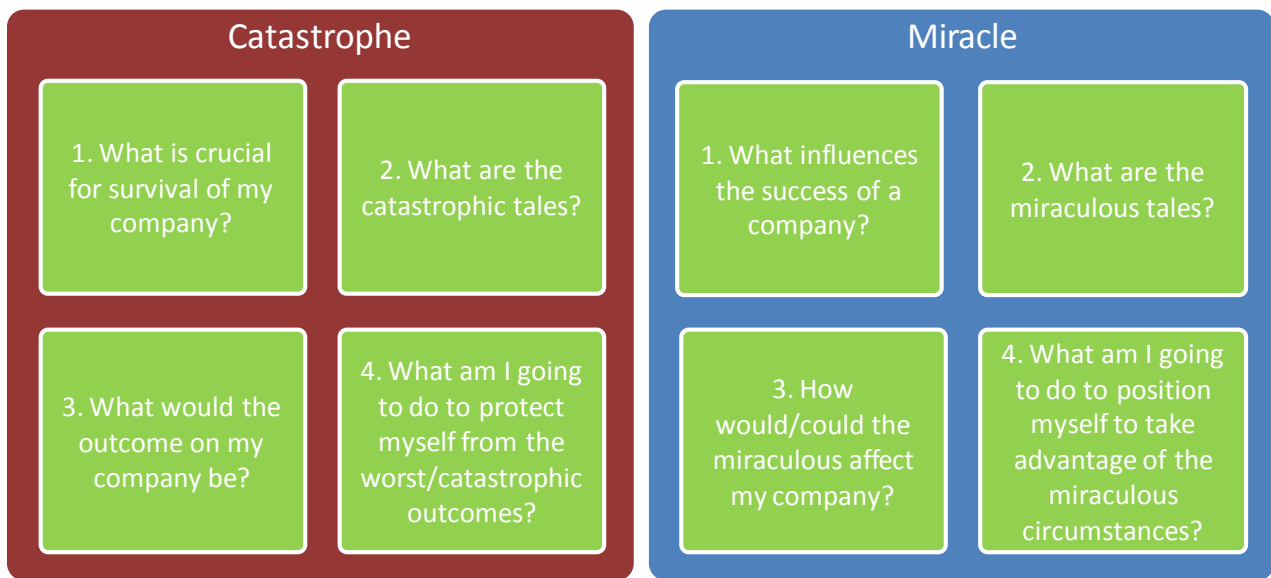 Catastrophe
1. What is crucial
for survival of my
company?
2. What are the
catastrophic tales?
3. What would the
outcome on my
company be?
4. What am I going
to do to protect
myself from the
worst/catastrophic
outcomes?
Miracle
1. What influences
the success of a
company?
2. What are the
miraculous tales?
3. How
would/could the
miraculous affect
my company?
4. What am I going
to do to position
myself to take
advantage of the
miraculous
circumstances?